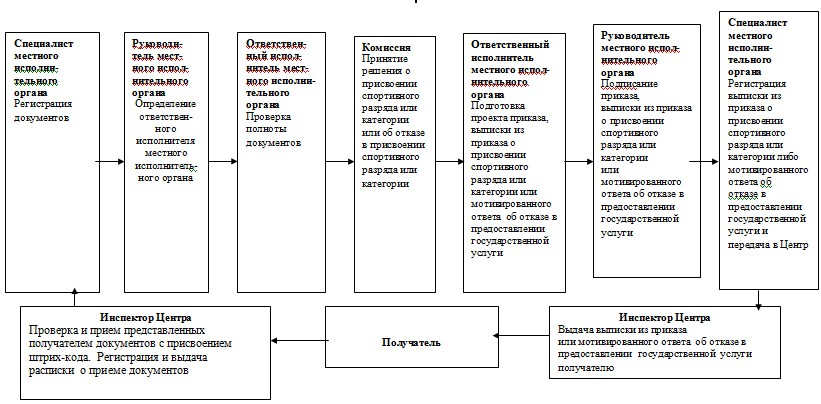 Специалист
местного
исполни-
тельного
органа
Регистрация
документов
Руководи-
тель мест-
ного испол-
нительного
органа
Определение
ответствен-
ного
исполнителя
местного
исполнитель-
ного органа
Ответствен-
ный испол-
нитель мест-
ного исполни-
тельного
органа
Проверка
полноты
документов
Комиссия
Принятие
решения о
присвоении
спортивного
разряда или
категории
или об отказе
в присвоении
спортивного
разряда или
категории
Ответственный
исполнитель
местного испол-
нительного.
органа
Подготовка
проекта приказа,
выписки из
приказа о
присвоении
спортивного
разряда или
категории или
мотивированного
ответа об отказе в
предоставлении
государственной
услуги
Руководитель
местного испол-
нительного
органа
Подписание
приказа,
выписки из приказа
о присвоении
спортивного
разряда или
категории
или
мотивированного
ответа об отказе в
предоставлении
государственной
услуги
Специалист
местного
исполни-
тельного
органа
Регистрация
выписки из
приказа о
присвоении
спортивного
разряда или
категории либо
мотивированного
ответа об
отказе в
предоставлении
государственной
услуги и
передача в Центр
Инспектор Центра
Проверка и прием представленных
получателем документов с присвоением
штрих-кода. Регистрация и выдача
расписки о приеме документов
Получатель
Инспектор Центра
Выдача выписки из приказа
или мотивированного ответа об отказе в
предоставлении государственной услуги
получателю